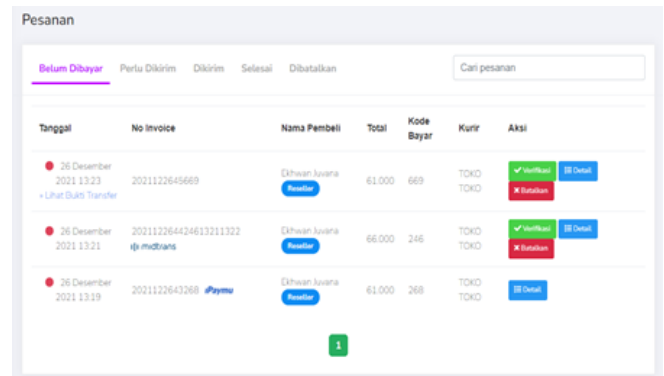 Pesanan
Belum Dibayar Perlu Dikirim Dikirim Selesai Dibatalkan Cari pesanan
Tanggal No Invoice Nama Pembeli Total Kode Bayar Kurir Aksi
26 Desember 2021 13:23
+ Lihat Bukti Transfer
2021122645669
Ekhwan Juvana
Reseller
61.000
669
TOKO
TOKO
Verifikasi Detail
Batalkan
26 Desember 2021 13:21
202112264424613211322
midtrans
Ekhwan Juvana
Reseller
66.000
246
TOKO
TOKO
Verifikasi Detail
Batalkan
26 Desember 2021 13:19
2021122643268 iPaymu
Ekhwan Juvana
Reseller
61.000
268
TOKO
TOKO
Detail
1